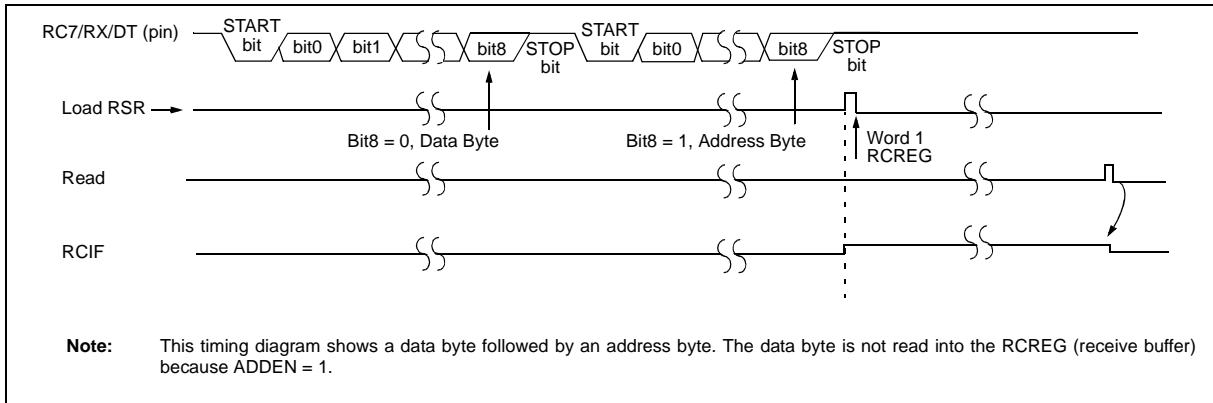 RC7/RX/DT (pin)
START bit
bit0
bit1
bit8
STOP bit
START bit
bit0
bit8
STOP bit
Load RSR
Bit8 = 0, Data Byte
Bit8 = 1, Address Byte
Word 1
RCREG
Read
RCIF
Note: This timing diagram shows a data byte followed by an address byte. The data byte is not read into the RCREG (receive buffer)
because ADDEN = 1.